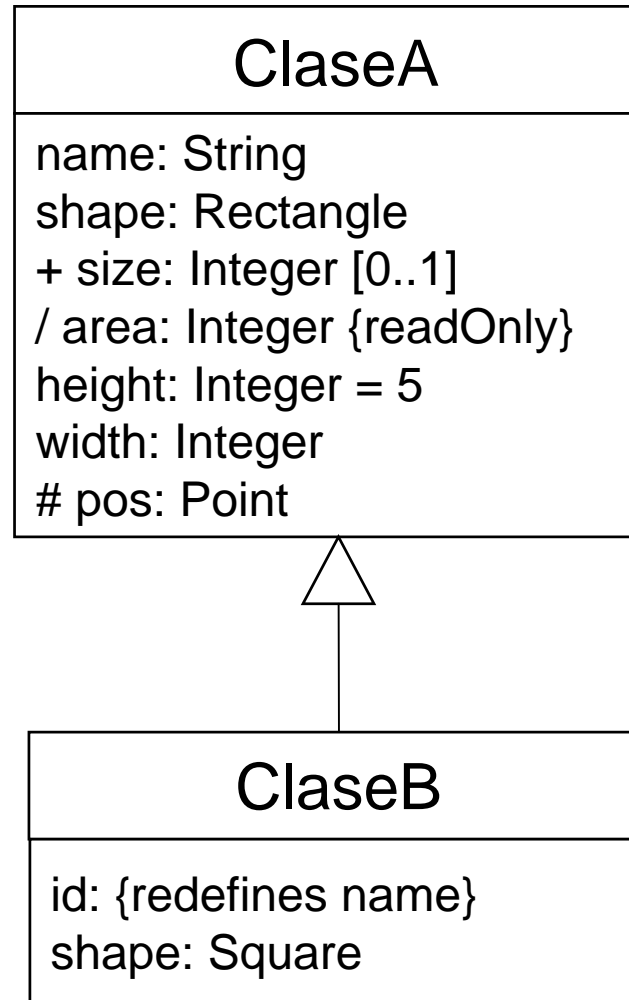 ClaseA
name: String
shape: Rectangle
+ size: Integer [0..1]
/ area: Integer {readOnly}
height: Integer = 5
width: Integer
# pos: Point
ClaseB
id: {redefines name}
shape: Square